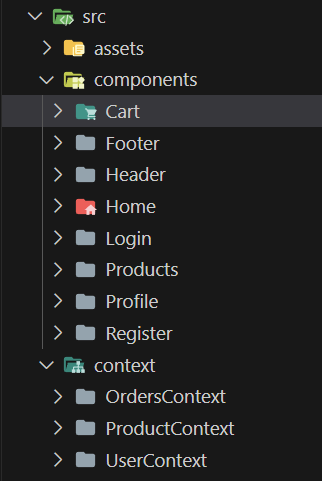 src
assets
components
Cart
Footer
Header
Home
Login
Products
Profile
Register
context
OrdersContext
ProductContext
UserContext